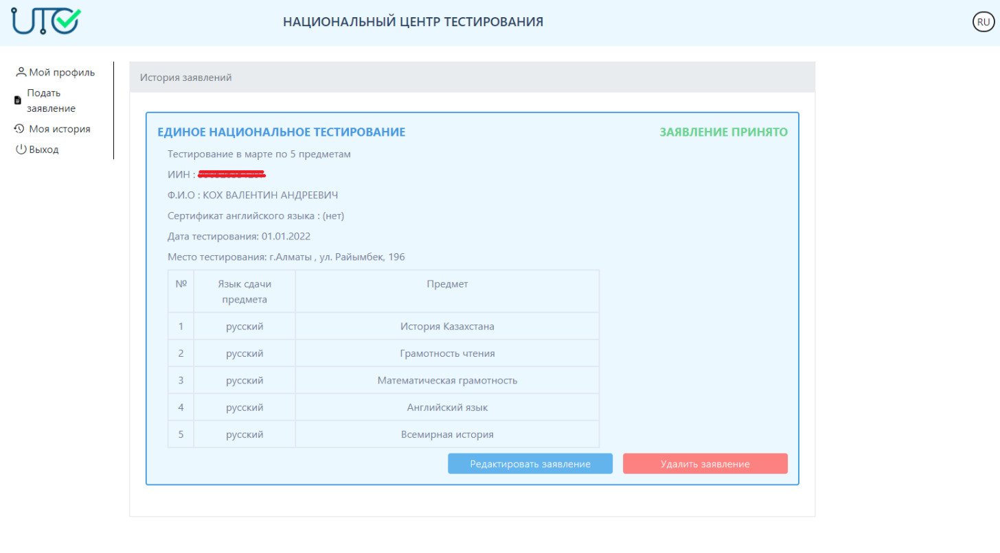 UTO
НАЦИОНАЛЬНЫЙ ЦЕНТР ТЕСТИРОВАНИЯ
RU
Мой профиль
Подать
заявление
Моя история
Выход
История заявлений
ЕДИНОЕ НАЦИОНАЛЬНОЕ ТЕСТИРОВАНИЕ
ЗАЯВЛЕНИЕ ПРИНЯТО
Тестирование в марте по 5 предметам
ИИН :
Ф.И.О : КОХ ВАЛЕНТИН АНДРЕЕВИЧ
Сертификат английского языка : (нет)
Дата тестирования: 01.01.2022
Место тестирования: г.Алматы , ул. Райымбек, 196
№ Язык сдачи предмета Предмет
1 русский История Казахстана
2 русский Грамотность чтения
3 русский Математическая грамотность
4 русский Английский язык
5 русский Всемирная история
Редактировать заявление
Удалить заявление